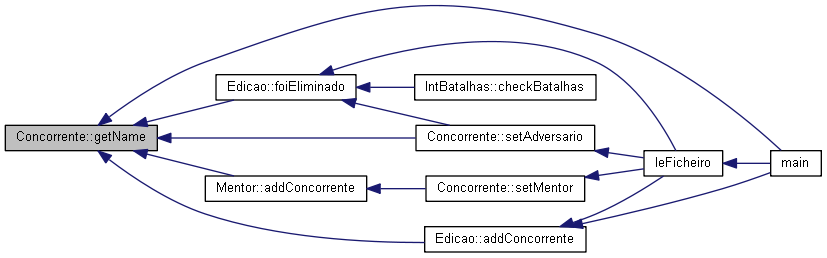 Concorrente::getName
Edicao::foiEliminado
IntBatalhas::checkBatalhas
Concorrente::setAdversario
Mentor::addConcorrente
Concorrente::setMentor
Edicao::addConcorrente
leFicheiro
main